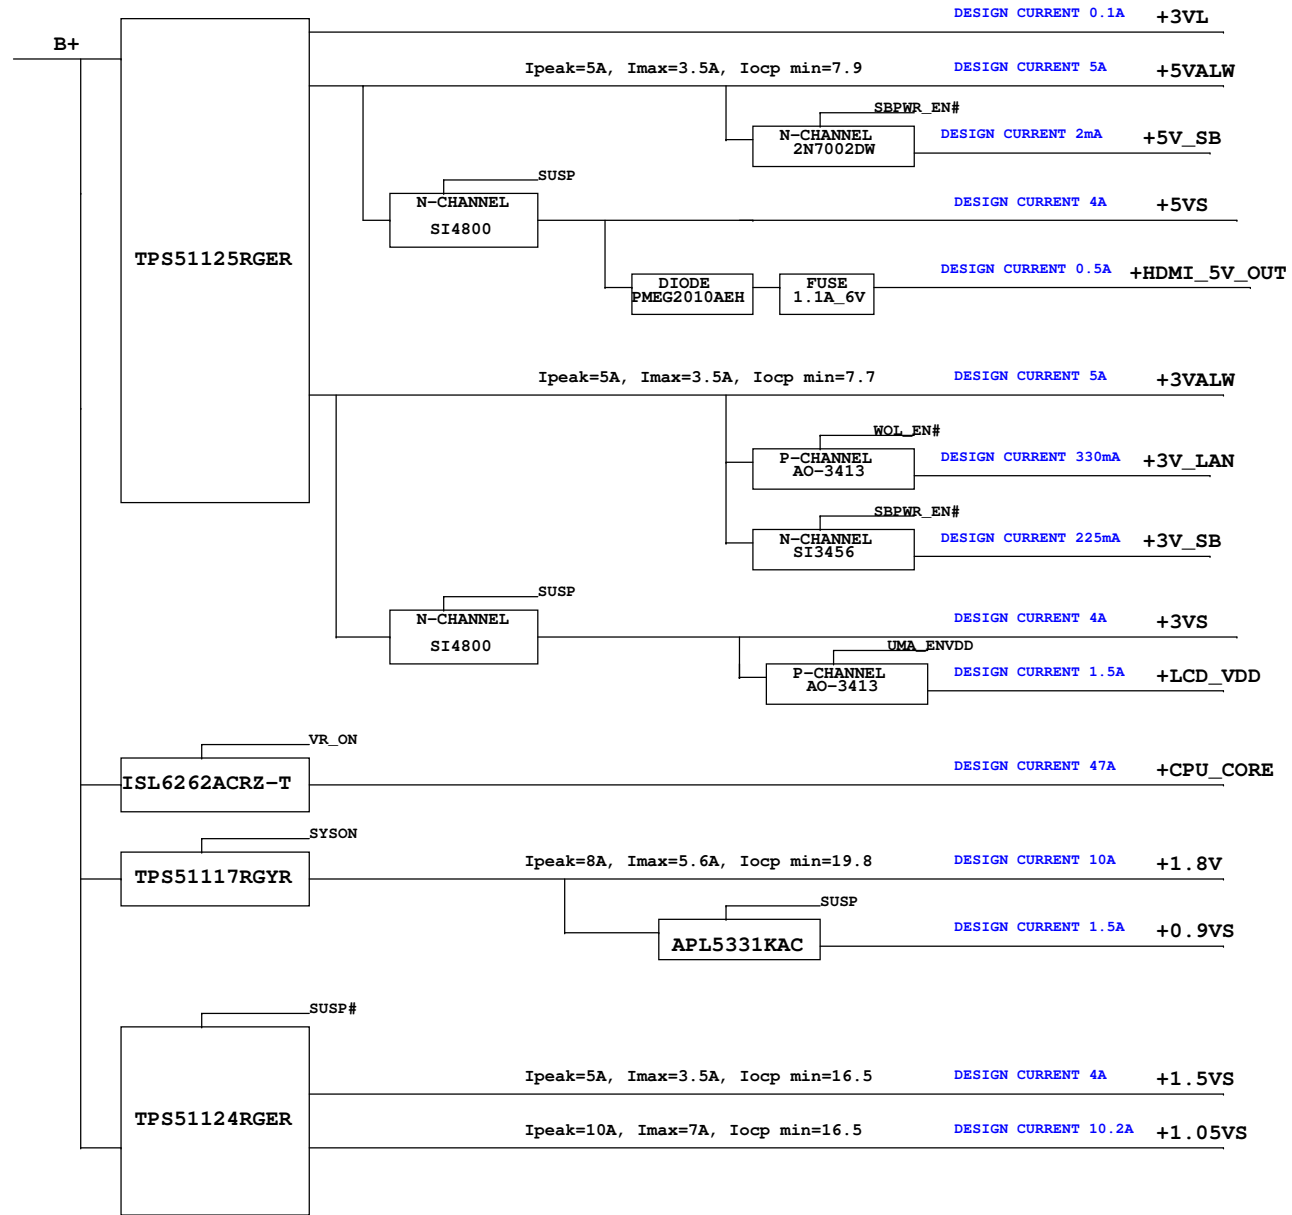 DESIGN CURRENT 0.1A +3VL
B+
Ipeak=5A, Imax=3.5A, Iocp min=7.9 DESIGN CURRENT 5A +5VALW
SBPWR_EN#
N-CHANNEL
2N7002DW
DESIGN CURRENT 2mA +5V_SB
SUSP
N-CHANNEL
SI4800
DESIGN CURRENT 4A +5VS
TPS51125RGER
DIODE
PMEG2010AEH
FUSE
1.1A_6V
DESIGN CURRENT 0.5A +HDMI_5V_OUT
Ipeak=5A, Imax=3.5A, Iocp min=7.7 DESIGN CURRENT 5A +3VALW
WOL_EN#
P-CHANNEL
AO-3413
DESIGN CURRENT 330mA +3V_LAN
SBPWR_EN#
N-CHANNEL
SI3456
DESIGN CURRENT 225mA +3V_SB
SUSP
N-CHANNEL
SI4800
DESIGN CURRENT 4A +3VS
UMA_ENVDD
P-CHANNEL
AO-3413
DESIGN CURRENT 1.5A +LCD_VDD
VR_ON
ISL6262ACRZ-T
DESIGN CURRENT 47A +CPU_CORE
SYSON
TPS51117RGYR
Ipeak=8A, Imax=5.6A, Iocp min=19.8 DESIGN CURRENT 10A +1.8V
SUSP
APL5331KAC
DESIGN CURRENT 1.5A +0.9VS
SUSP#
TPS51124RGER
Ipeak=5A, Imax=3.5A, Iocp min=16.5 DESIGN CURRENT 4A +1.5VS
Ipeak=10A, Imax=7A, Iocp min=16.5 DESIGN CURRENT 10.2A +1.05VS